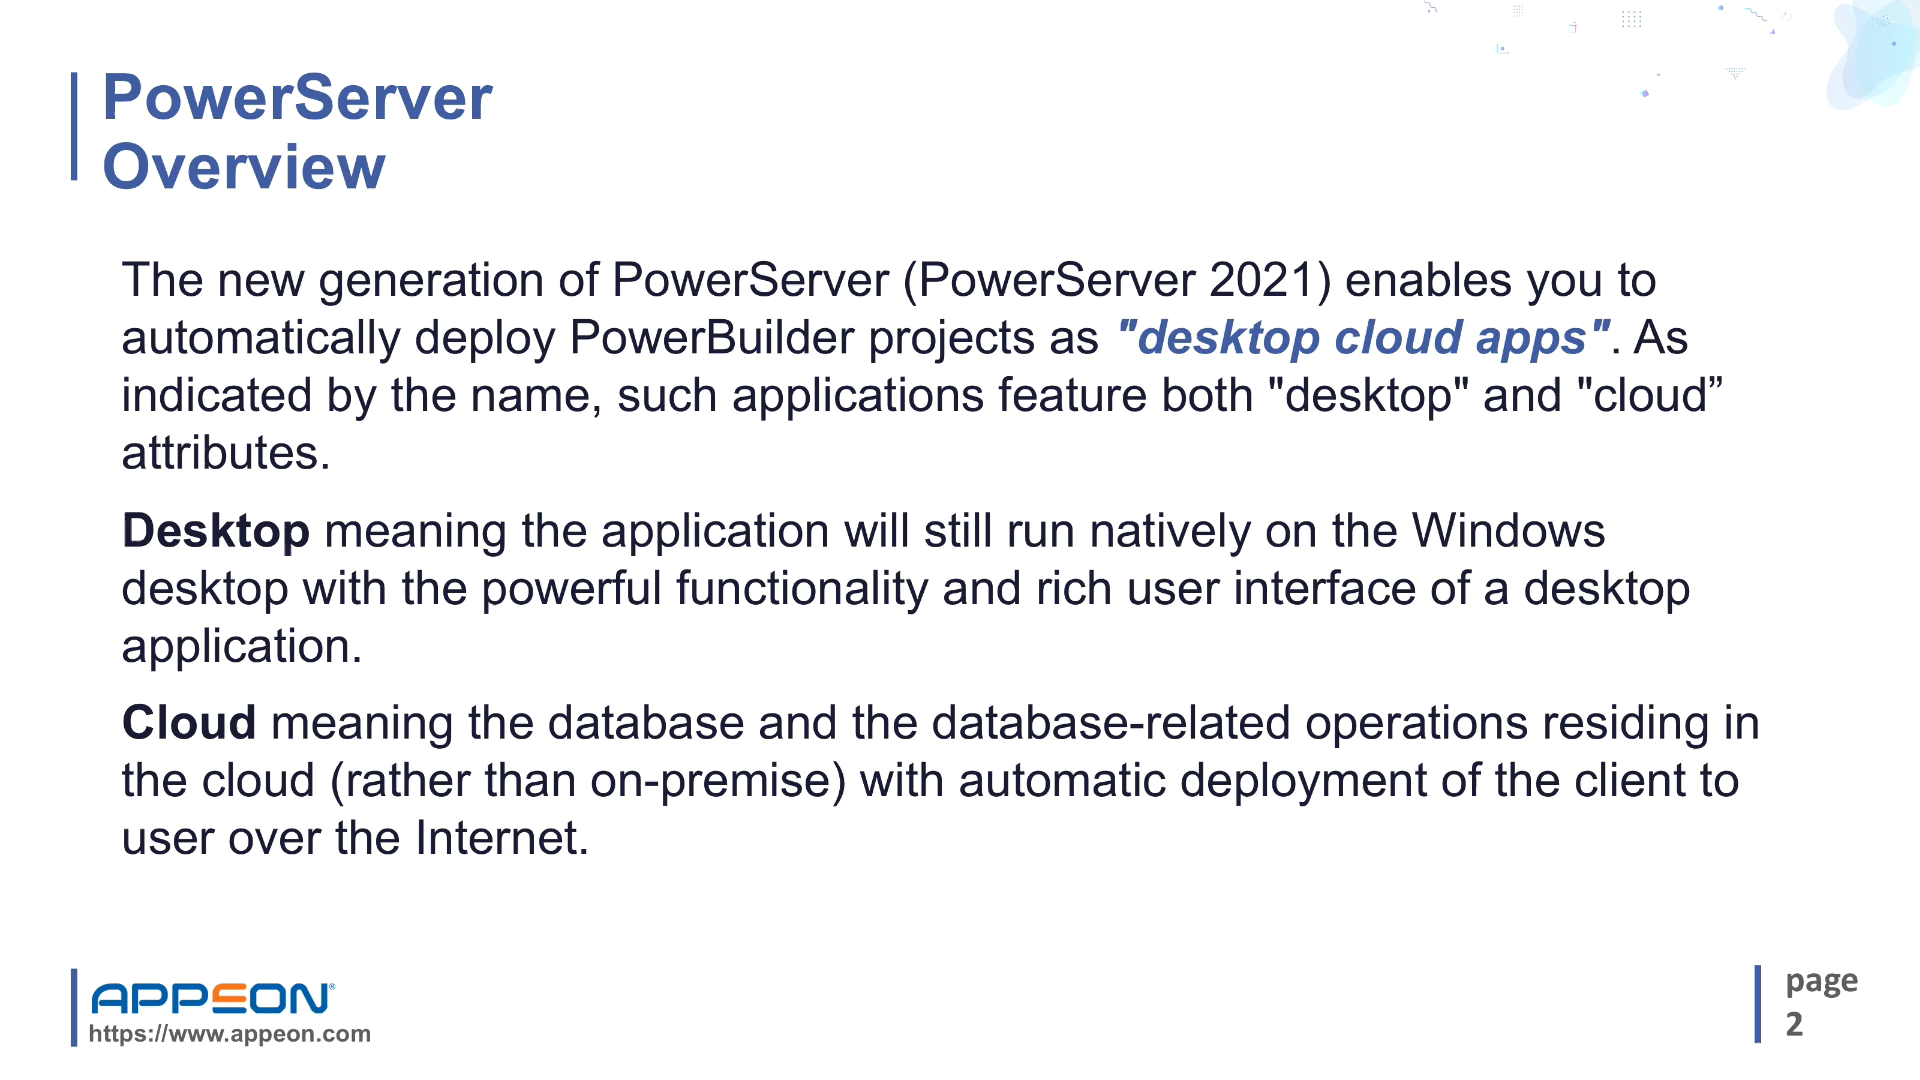 PowerServer
Overview
The new generation of PowerServer (PowerServer 2021) enables you to
automatically deploy PowerBuilder projects as "desktop cloud apps". As
indicated by the name, such applications feature both "desktop" and "cloud”
attributes.
Desktop meaning the application will still run natively on the Windows
desktop with the powerful functionality and rich user interface of a desktop
application.
Cloud meaning the database and the database-related operations residing in
the cloud (rather than on-premise) with automatic deployment of the client to
user over the Internet.
APPEON®
https://www.appeon.com
page
2